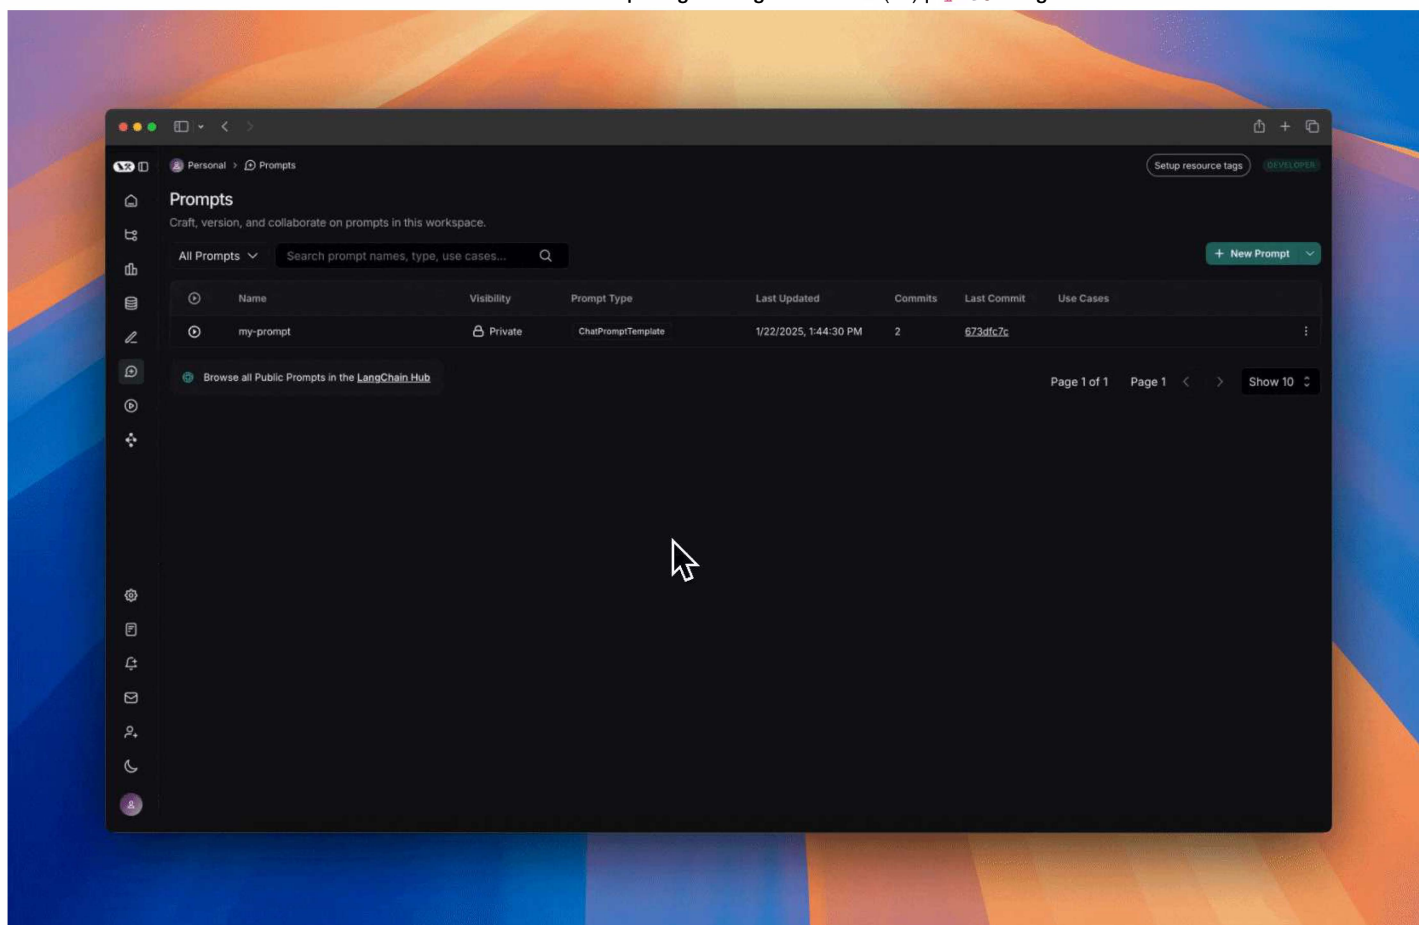 Personal > Prompts
Setup resource tags
DEVELOPER
Prompts
Craft, version, and collaborate on prompts in this workspace.
All Prompts
Search prompt names, type, use cases...
+ New Prompt
Name Visibility Prompt Type Last Updated Commits Last Commit Use Cases
my-prompt Private ChatPromptTemplate 1/22/2025, 1:44:30 PM 2 673dfc7c
Browse all Public Prompts in the LangChain Hub
Page 1 of 1 Page 1 < > Show 10